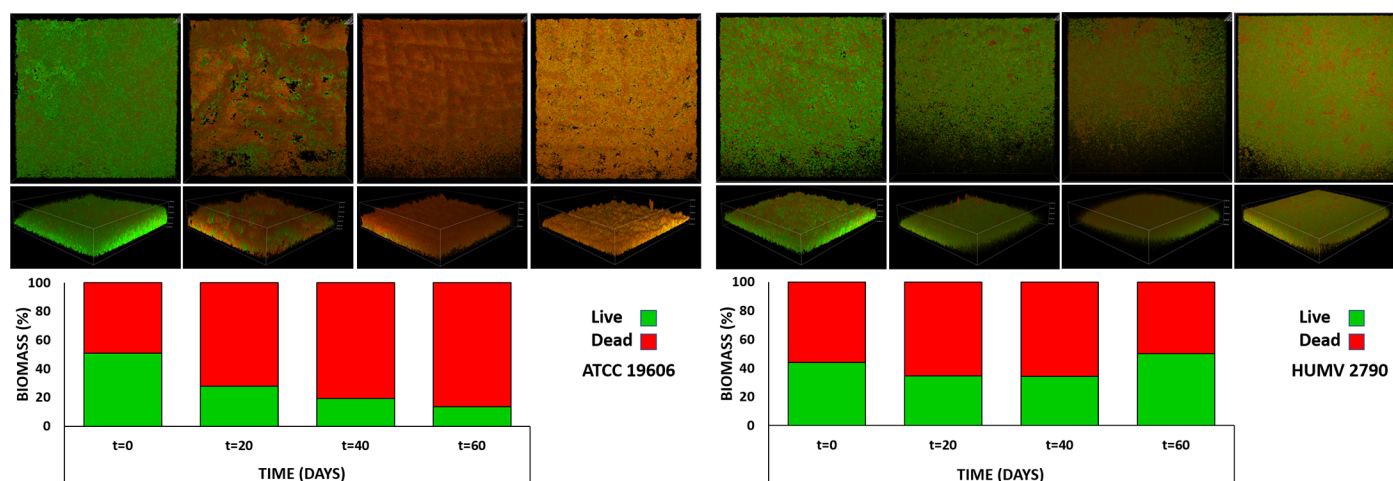 100
80
60
40
20
0
BIOMASS (%)
t=0 t=20 t=40 t=60
TIME (DAYS)
Live
Dead
ATCC 19606
100
80
60
40
20
0
BIOMASS (%)
t=0 t=20 t=40 t=60
TIME (DAYS)
Live
Dead
HUMV 2790